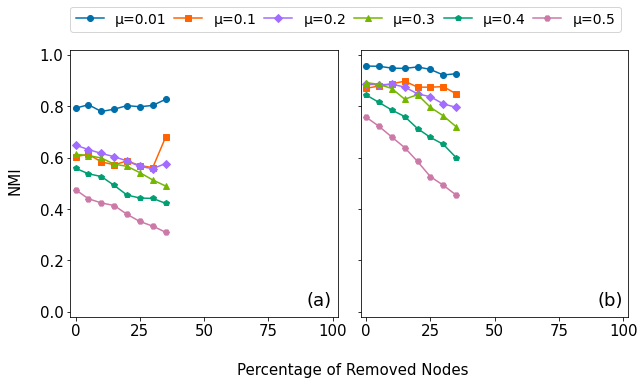 μ=0.01 μ=0.1 μ=0.2 μ=0.3 μ=0.4 μ=0.5
1.0
0.8
0.6
0.4
0.2
0.0
NMI
(a) (b)
0 25 50 75 100 0 25 50 75 100
Percentage of Removed Nodes